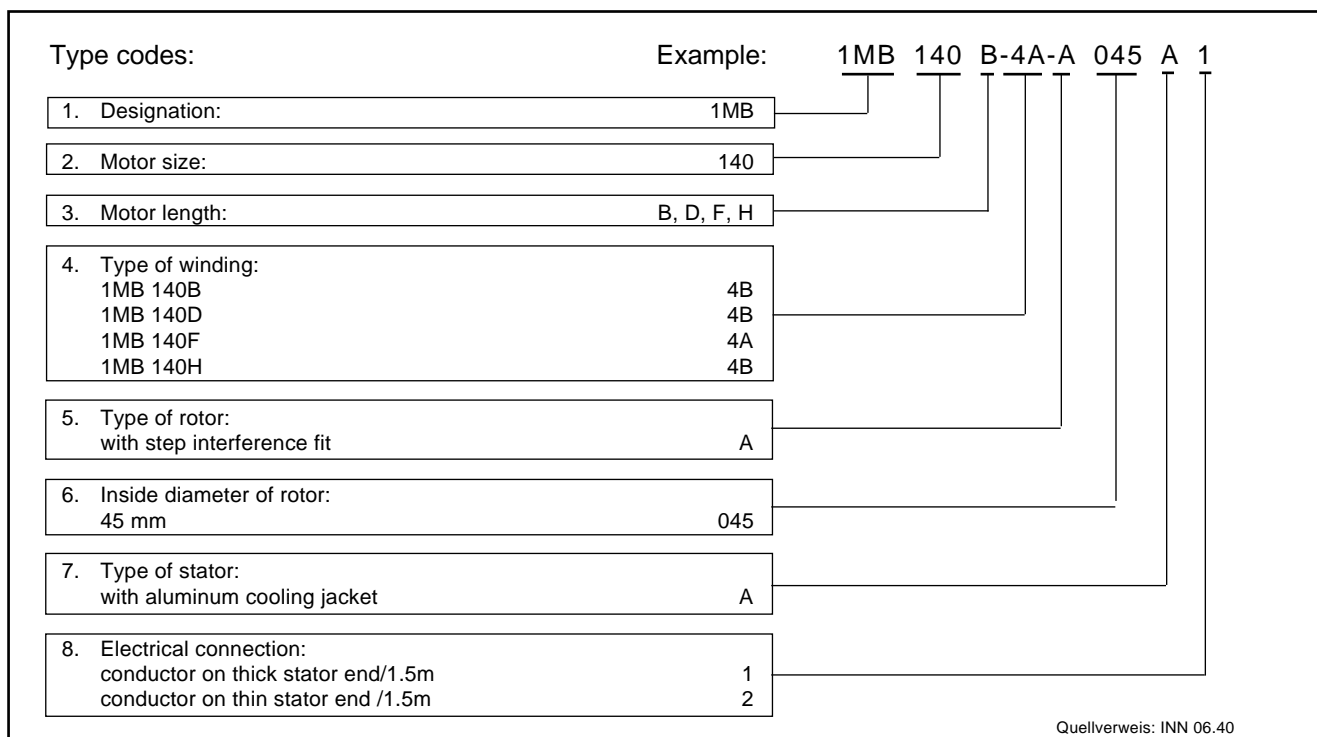 Type codes: Example: 1MB 140 B-4A-A 045 A 1
1. Designation: 1MB
2. Motor size: 140
3. Motor length: B, D, F, H
4. Type of winding:
1MB 140B 4B
1MB 140D 4B
1MB 140F 4A
1MB 140H 4B
5. Type of rotor:
with step interference fit A
6. Inside diameter of rotor:
45 mm 045
7. Type of stator:
with aluminum cooling jacket A
8. Electrical connection:
conductor on thick stator end/1.5m 1
conductor on thin stator end /1.5m 2
Quellverweis: INN 06.40